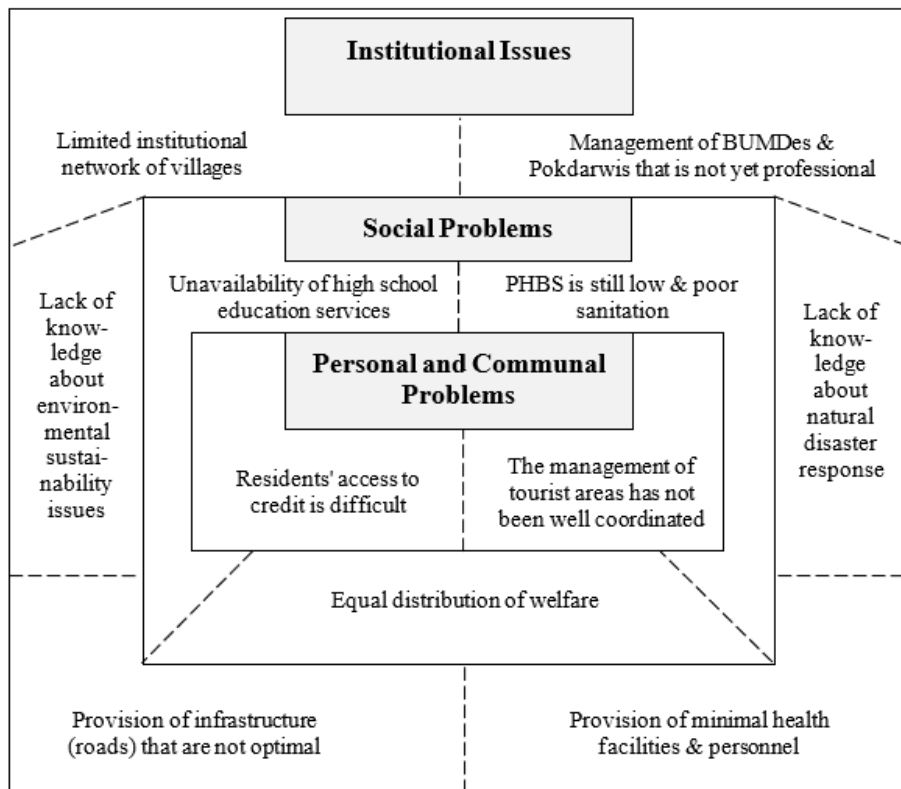 Institutional Issues
Limited institutional
network of villages
Management of BUMDes &
Pokdarwis that is not yet professional
Social Problems
Unavailability of high school
education services
PHBS is still low & poor
sanitation
Lack of
know-
ledge
about
environ-
mental
sustai-
nability
issues
Personal and Communal
Problems
Residents' access to
credit is difficult
The management of
tourist areas has not
been well coordinated
Lack of
know-
ledge
about
natural
disaster
response
Equal distribution of welfare
Provision of infrastructure
(roads) that are not optimal
Provision of minimal health
facilities & personnel